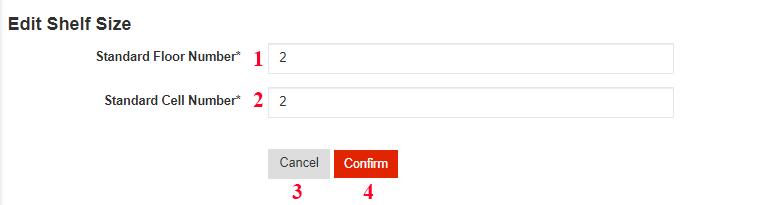 Edit Shelf Size
Standard Floor Number* 1 2
Standard Cell Number* 2 2
Cancel Confirm
3 4